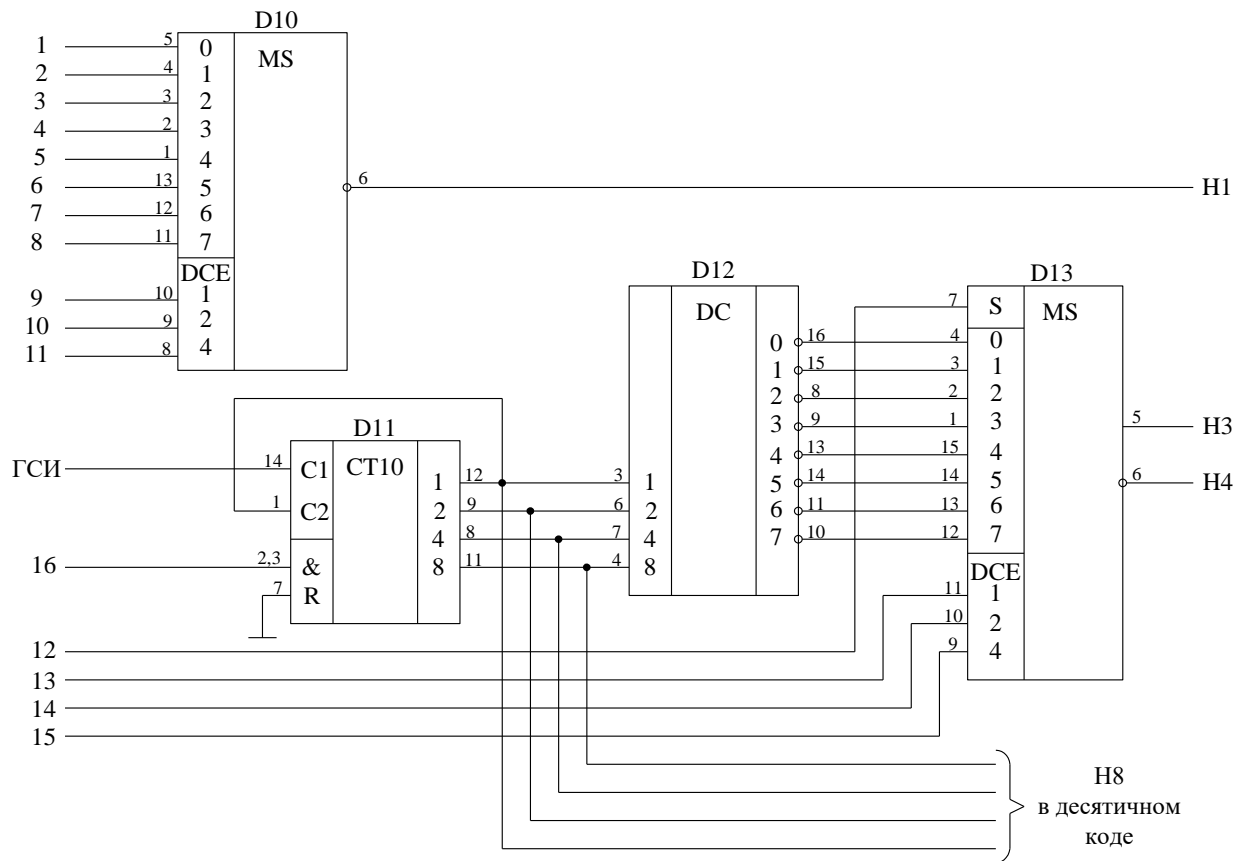 D10
1 5 0 MS
2 4 1
3 3 2
4 2 3
5 1 4
6 13 5 6 H1
7 12 6
8 11 7
DCE
9 10 1
10 9 2
11 8 4
D12 D13
DC 7 S MS
0 16 4 0
1 15 3 1
2 8 2 2
3 9 1 3 5 H3
4 13 15 4
5 14 14 5 6 H4
6 11 13 6
7 10 12 7
D11
ГСИ 14 C1 CT10 1 12 3 1
1 C2 2 9 6 2
4 8 7 4
16 2,3 & 8 11 4 8
7 R
DCE
11 1
10 2
9 4
12
13
14
15
H8
в десятичном
коде